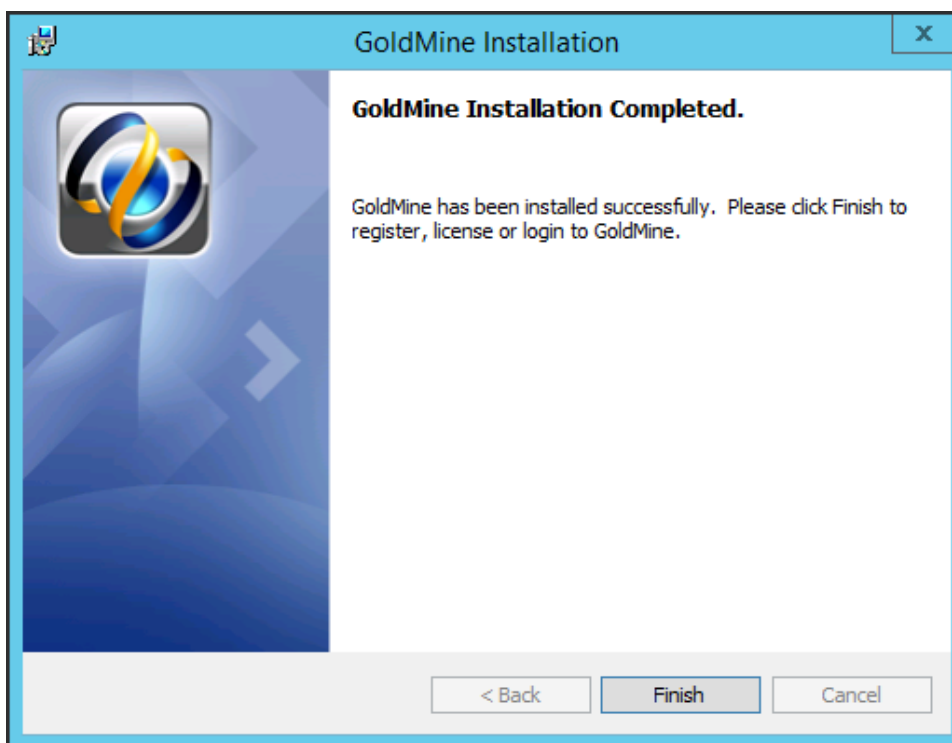 GoldMine Installation
x
GoldMine Installation Completed.
GoldMine has been installed successfully.  Please click Finish to
register, license or login to GoldMine.
< Back
Finish
Cancel